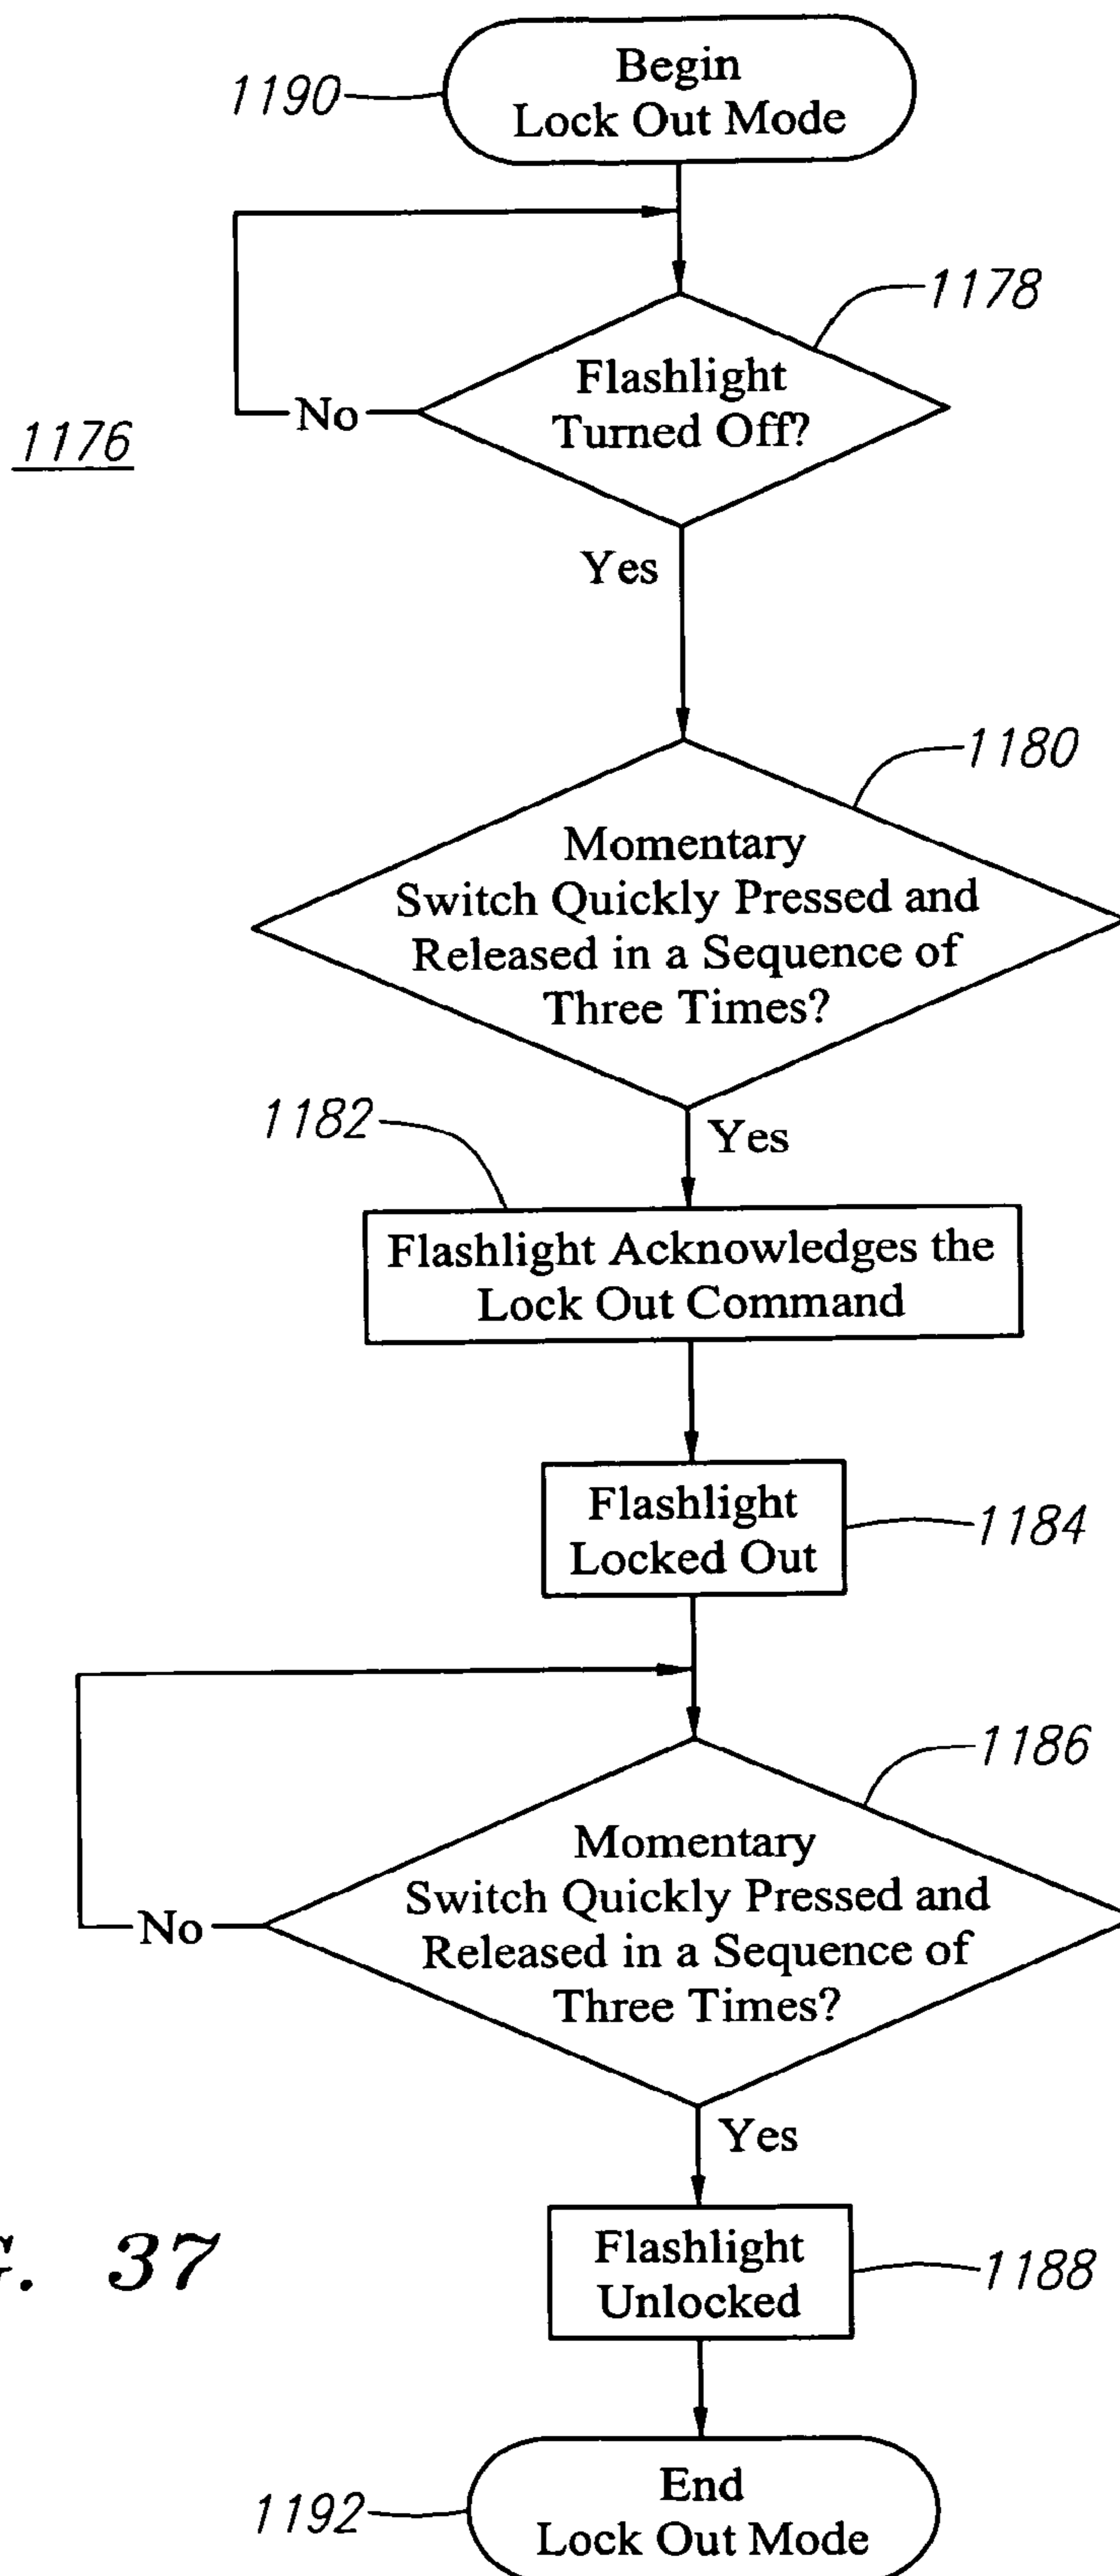 Begin
Lock Out Mode
1190
1178
Flashlight
Turned Off?
No
1176
Yes
1180
Momentary
Switch Quickly Pressed and
Released in a Sequence of
Three Times?
1182
Yes
Flashlight Acknowledges the
Lock Out Command
Flashlight
Locked Out
1184
1186
Momentary
Switch Quickly Pressed and
Released in a Sequence of
Three Times?
No
Yes
Flashlight
Unlocked
1188
G. 37
End
Lock Out Mode
1192